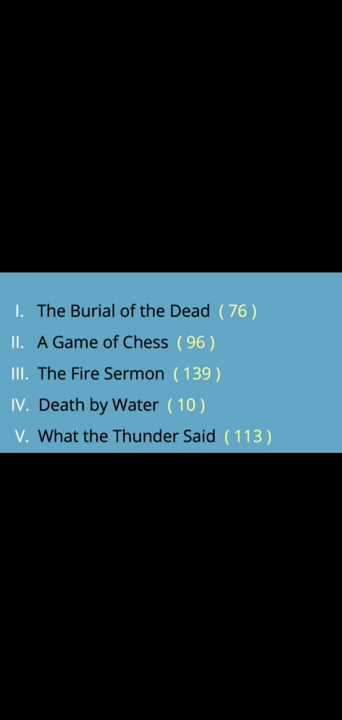 I. The Burial of the Dead ( 76 )
II. A Game of Chess ( 96 )
III. The Fire Sermon ( 139 )
IV. Death by Water ( 10 )
V. What the Thunder Said ( 113 )